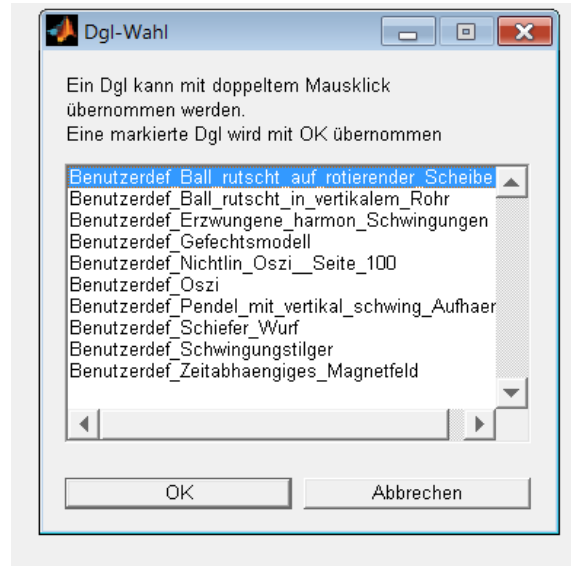 Dgl-Wahl
Ein Dgl kann mit doppeltem Mausklick
übernommen werden.
Eine markierte Dgl wird mit OK übernommen
Benutzerdef_Ball_rutscht_auf_rotierender_Scheibe
Benutzerdef_Ball_rutscht_in_vertikalem_Rohr
Benutzerdef_Erzwungene_harmon_Schwingungen
Benutzerdef_Gefechtsmodell
Benutzerdef_Nichtlin_Oszi__Seite_100
Benutzerdef_Oszi
Benutzerdef_Pendel_mit_vertikal_schwing_Aufhaer
Benutzerdef_Schiefer_Wurf
Benutzerdef_Schwingungstilger
Benutzerdef_Zeitabhaengiges_Magnetfeld
OK
Abbrechen